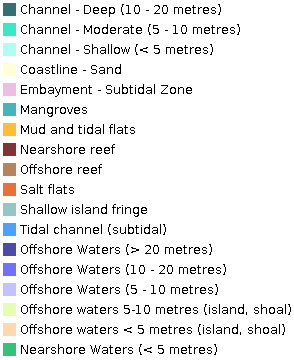 Channel - Deep (10 - 20 metres)
Channel - Moderate (5 - 10 metres)
Channel - Shallow (< 5 metres)
Coastline - Sand
Embayment - Subtidal Zone
Mangroves
Mud and tidal flats
Nearshore reef
Offshore reef
Salt flats
Shallow island fringe
Tidal channel (subtidal)
Offshore Waters (> 20 metres)
Offshore Waters (10 - 20 metres)
Offshore Waters (5 - 10 metres)
Offshore waters 5-10 metres (island, shoal)
Offshore waters < 5 metres (island, shoal)
Nearshore Waters (< 5 metres)